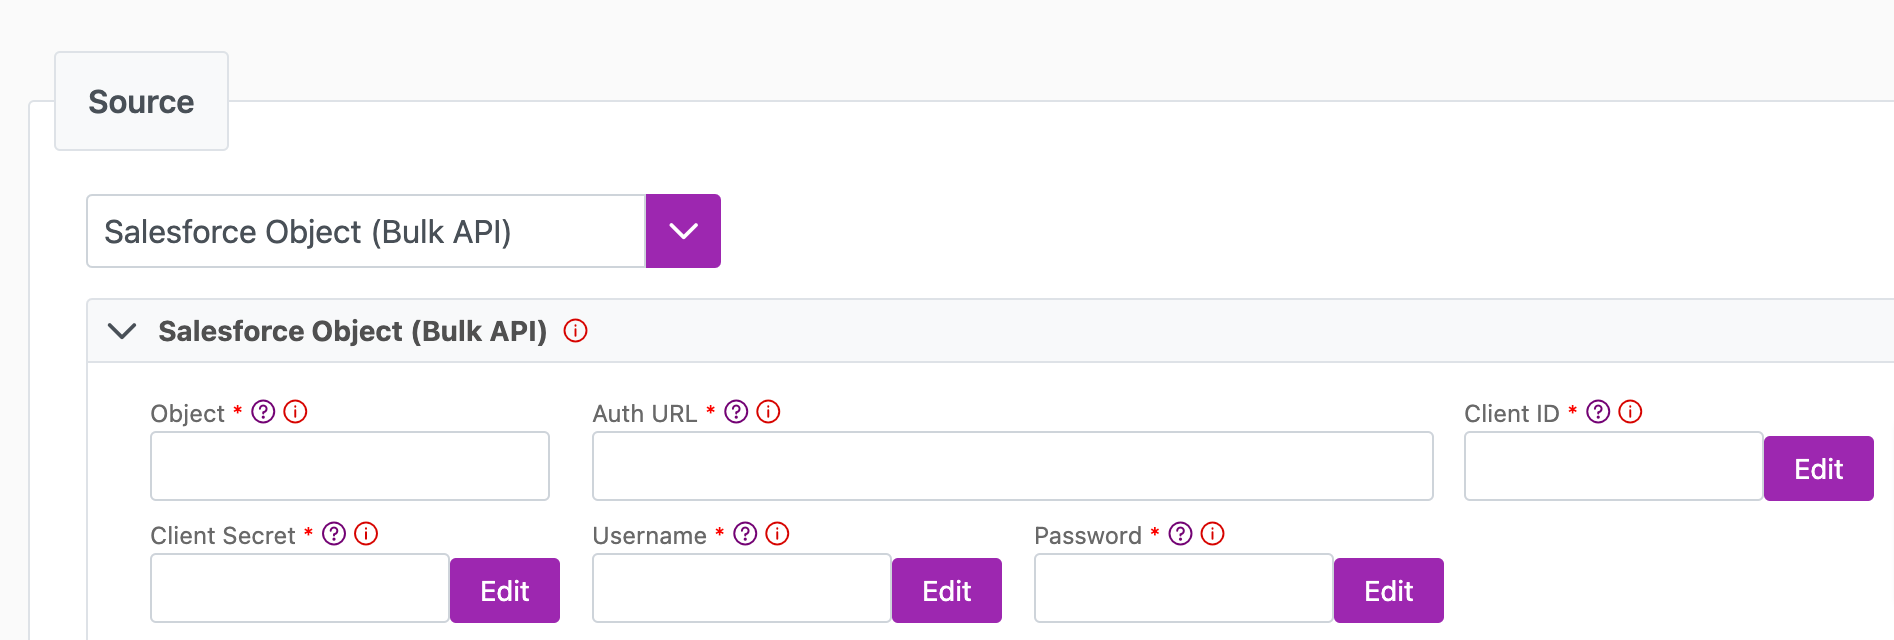 Source
Salesforce Object (Bulk API)
Salesforce Object (Bulk API)
Object * Auth URL * Client ID *
Edit
Client Secret * Username * Password *
Edit Edit Edit